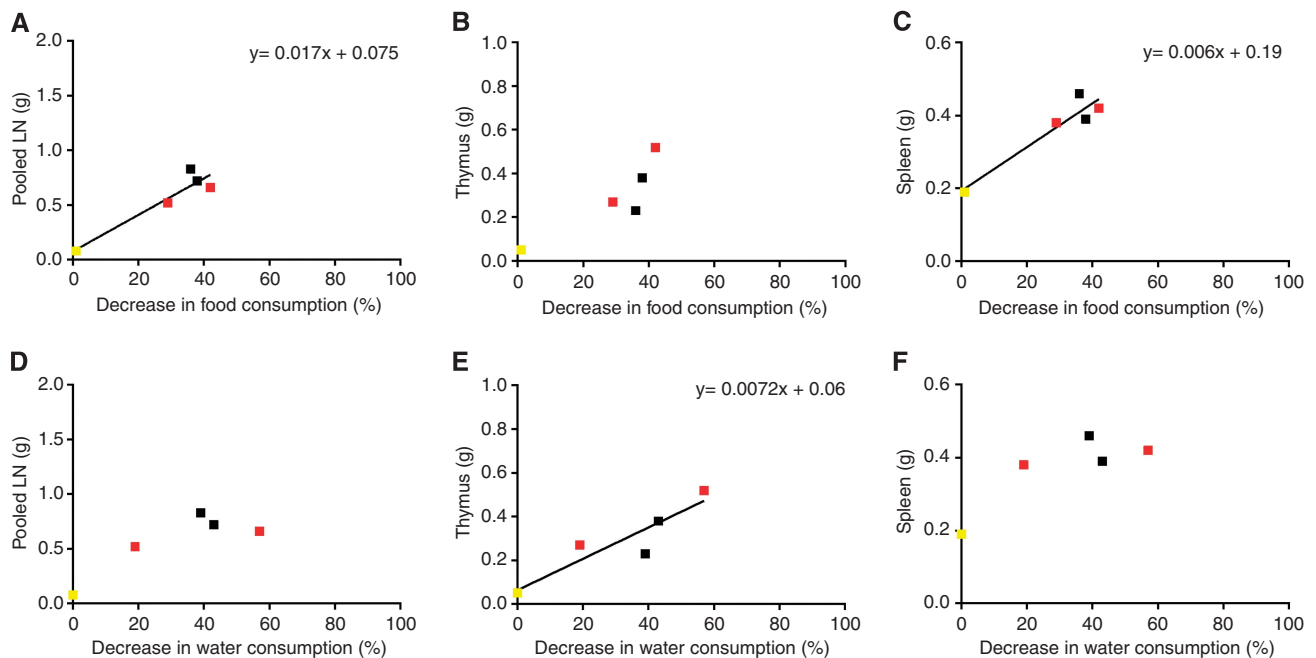 A
y= 0.017x + 0.075
Pooled LN (g)
2.0
1.5
1.0
0.5
0.0
0 20 40 60 80 100
Decrease in food consumption (%)
B
Thymus (g)
1.0
0.8
0.6
0.4
0.2
0.0
0 20 40 60 80 100
Decrease in food consumption (%)
C
y= 0.006x + 0.19
Spleen (g)
0.6
0.4
0.2
0.0
0 20 40 60 80 100
Decrease in food consumption (%)
D
Pooled LN (g)
2.0
1.5
1.0
0.5
0.0
0 20 40 60 80 100
Decrease in water consumption (%)
E
y= 0.0072x + 0.06
Thymus (g)
1.0
0.8
0.6
0.4
0.2
0.0
0 20 40 60 80 100
Decrease in water consumption (%)
F
Spleen (g)
0.6
0.4
0.2
0.0
0 20 40 60 80 100
Decrease in water consumption (%)